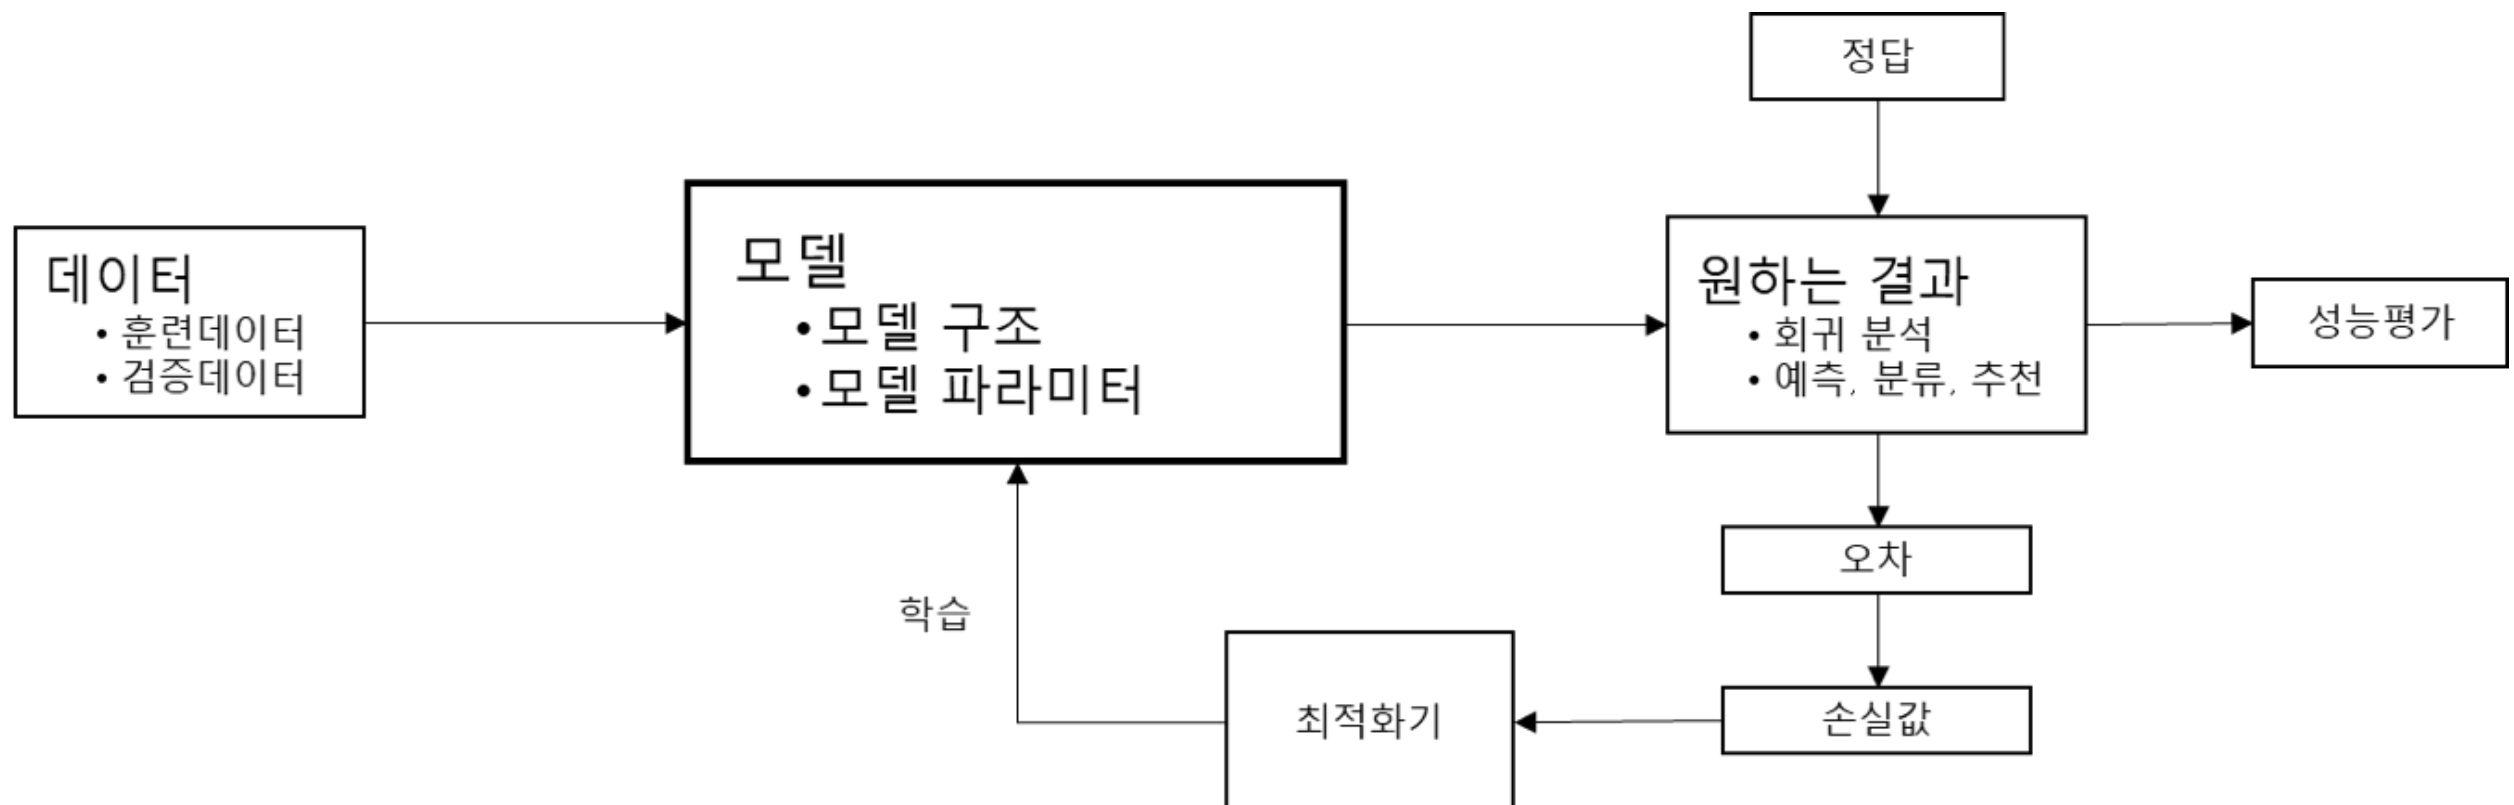 정답
데이터
• 훈련데이터
• 검증데이터
모델
• 모델 구조
• 모델 파라미터
원하는 결과
• 회귀 분석
• 예측, 분류, 추천
성능평가
오차
학습
최적화기
손실값